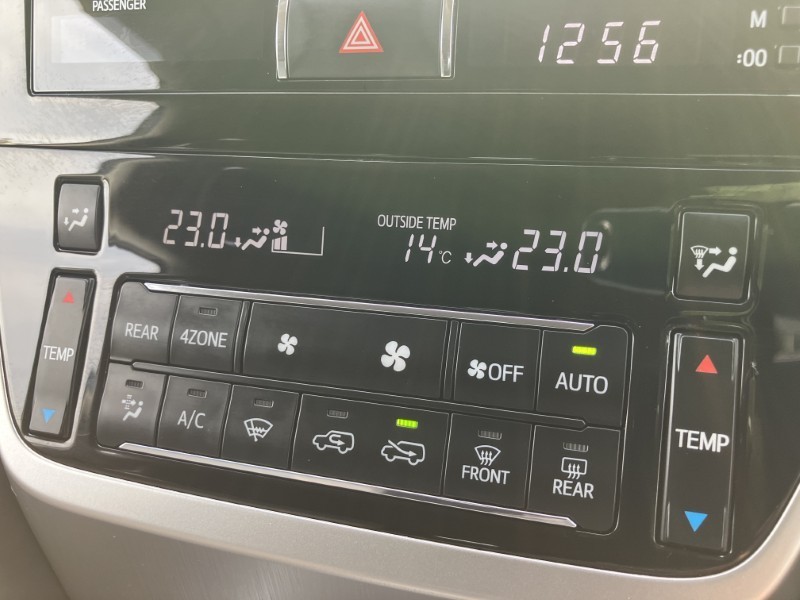 PASSENGER
1256
M
:00
23.0
OUTSIDE TEMP
14°C
23.0
TEMP
REAR
4ZONE
OFF
AUTO
A/C
FRONT
REAR
TEMP